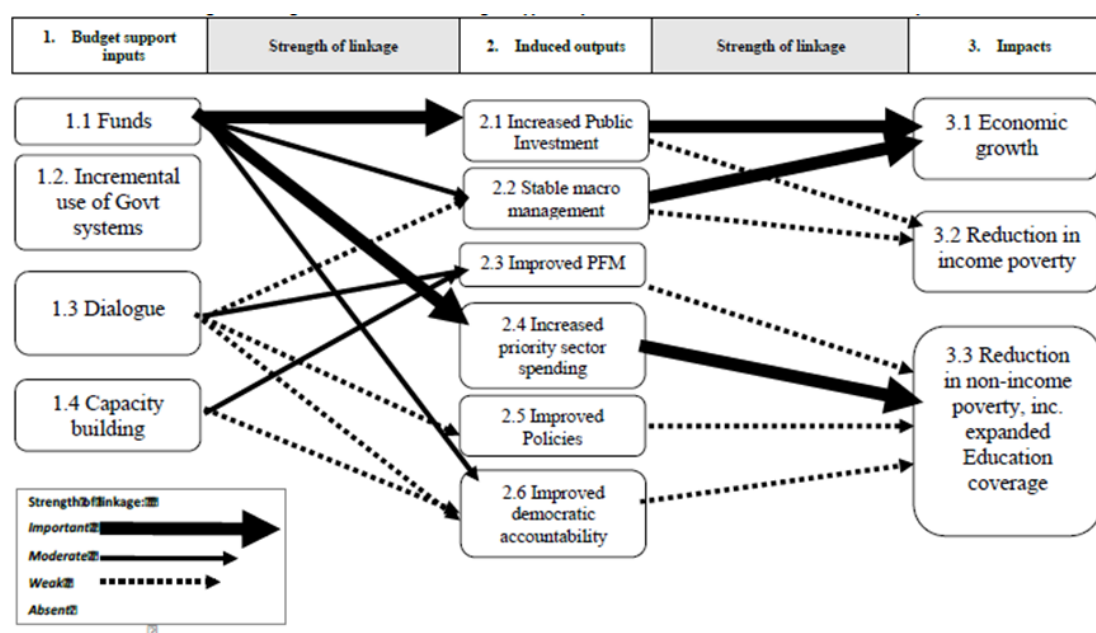 1. Budget support
inputs
Strength of linkage
2. Induced outputs
Strength of linkage
3. Impacts
1.1 Funds
1.2. Incremental
use of Govt
systems
1.3 Dialogue
1.4 Capacity
building
2.1 Increased Public
Investment
2.2 Stable macro
management
2.3 Improved PFM
2.4 Increased
priority sector
spending
2.5 Improved
Policies
2.6 Improved
democratic
accountability
3.1 Economic
growth
3.2 Reduction in
income poverty
3.3 Reduction
in non-income
poverty, inc.
expanded
Education
coverage
Strength of linkage:
Important
Moderate
Weak
Absent